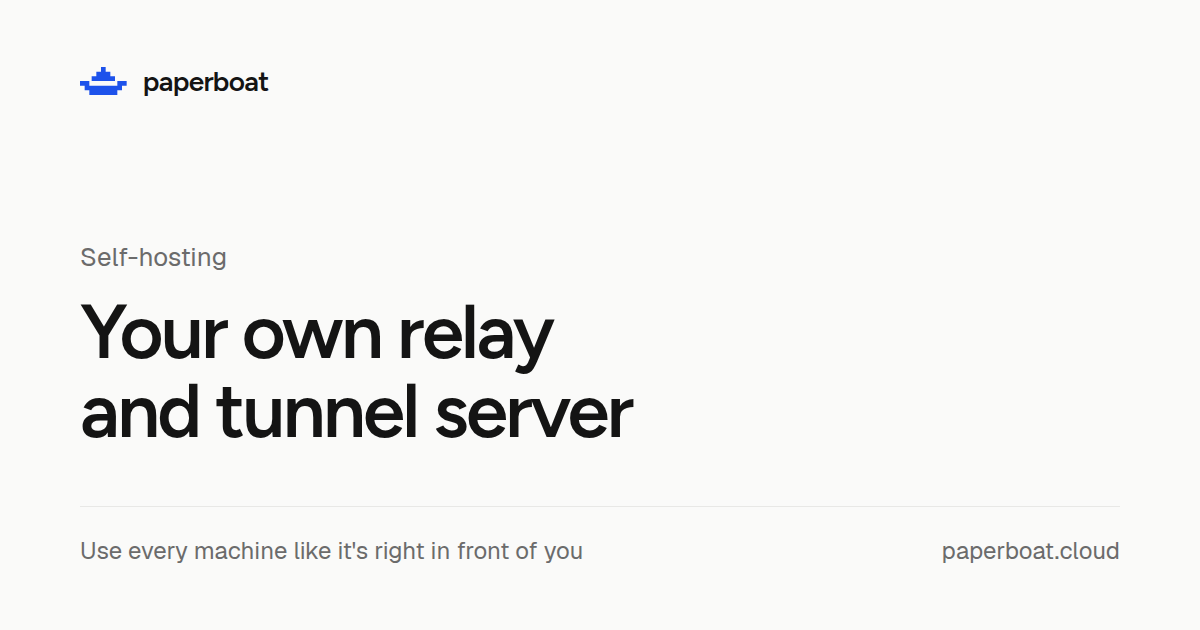 paperboat
Self-hosting
Your own relay
and tunnel server
Use every machine like it's right in front of you
paperboat.cloud